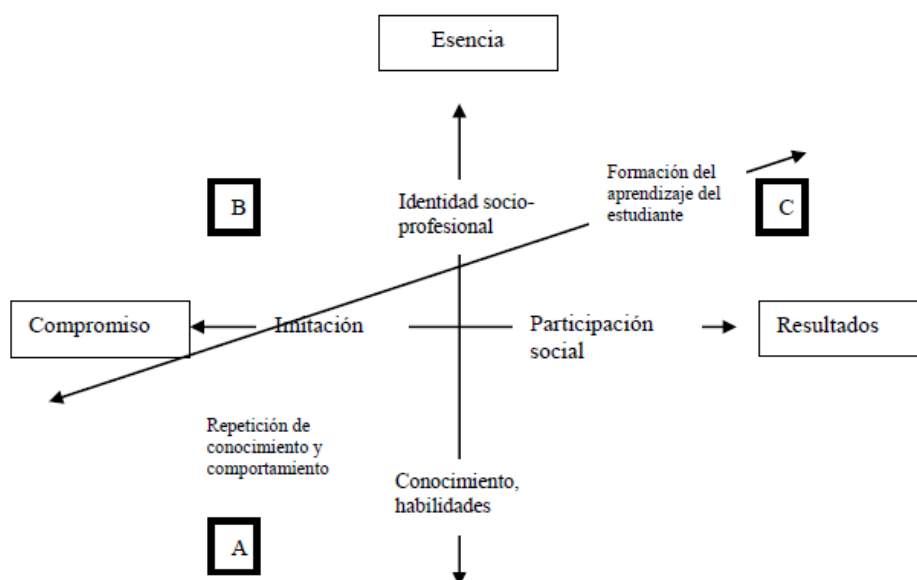 Esencia
Formación del
aprendizaje del
estudiante
B
Identidad socio-
profesional
C
Compromiso
Imitación
Participación
social
Resultados
Repetición de
conocimiento y
comportamiento
Conocimiento,
habilidades
A